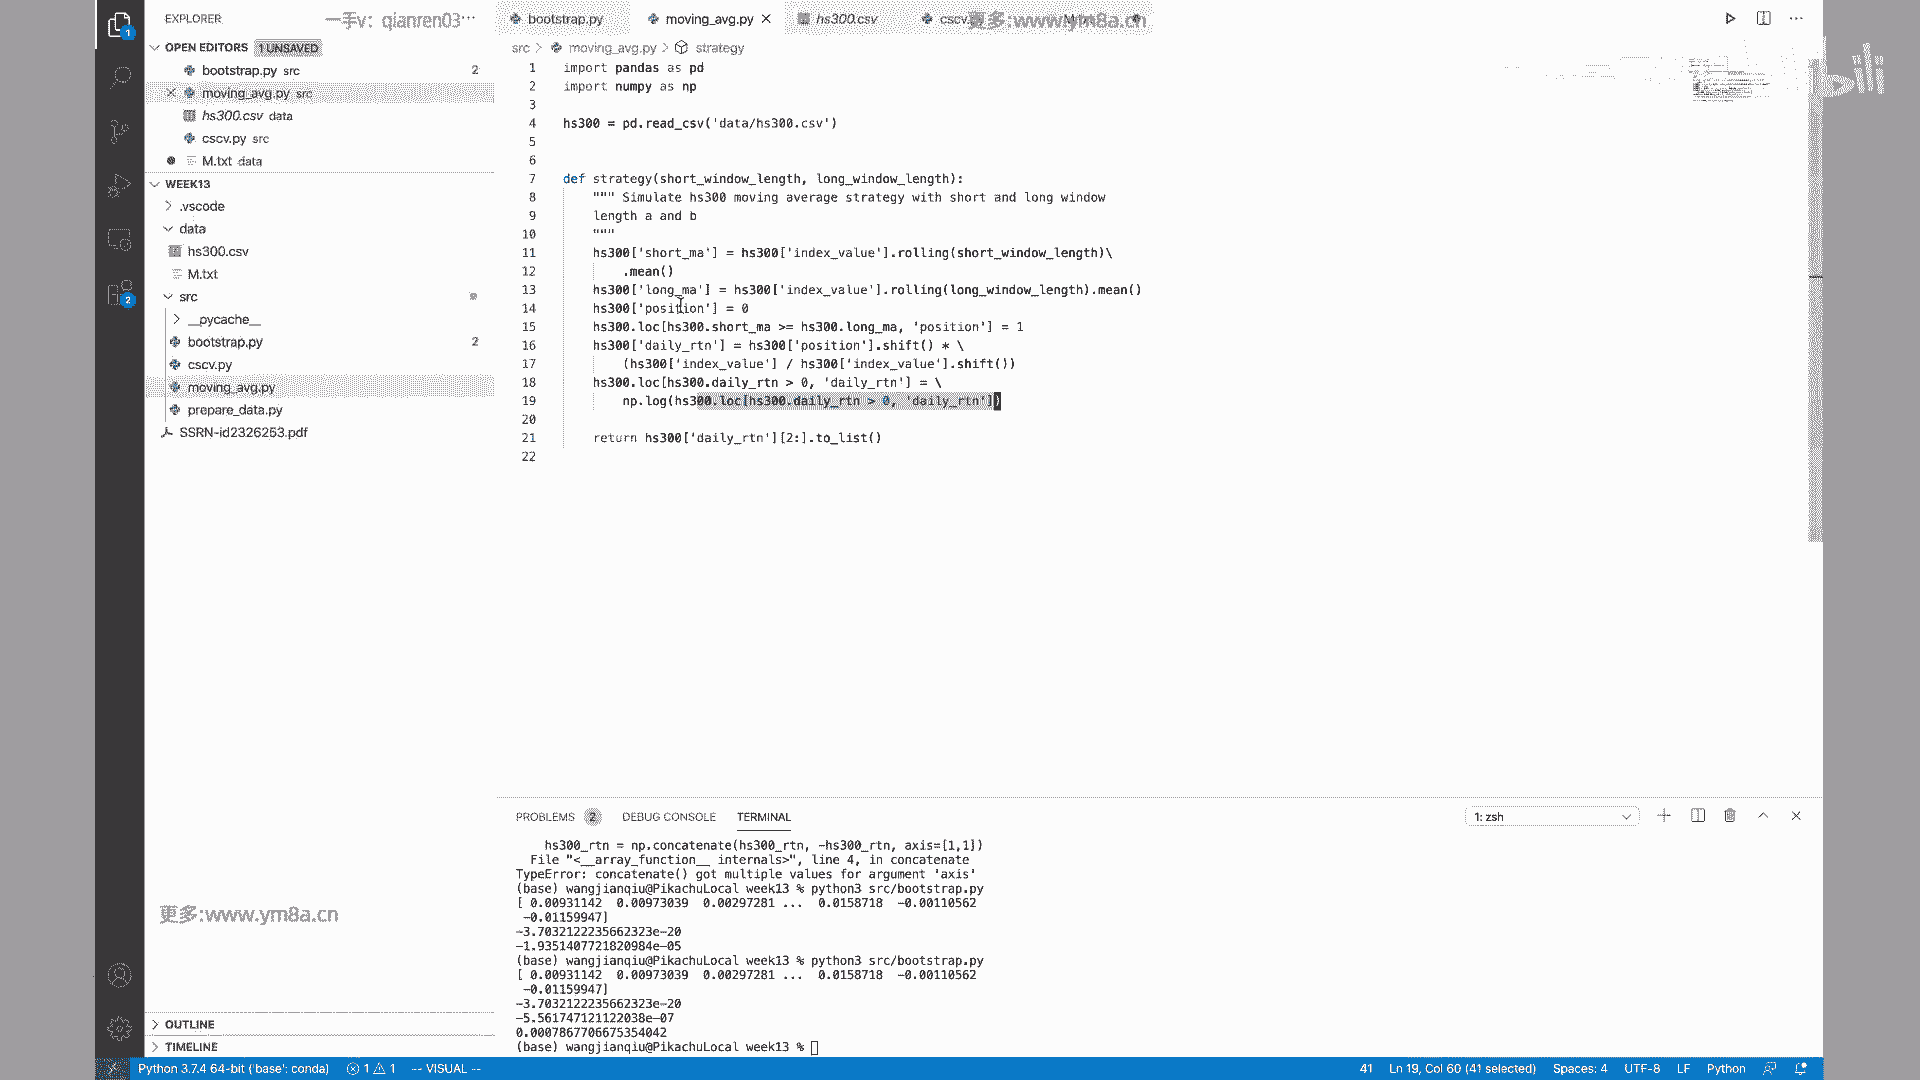 EXPLORER
一手v：qianren03
bootstrap.py
moving_avg.py
hs300.csv
更多:www.ym8a.cn
OPEN EDITORS
1 UNSAVED
bootstrap.py src
2
moving_avg.py src
hs300.csv data
cscv.py src
M.txt data
WEEK13
.vscode
data
hs300.csv
M.txt
src
__pycache__
bootstrap.py
2
cscv.py
moving_avg.py
prepare_data.py
SSRN-id2326253.pdf
更多:www.ym8a.cn
OUTLINE
TIMELINE
src > moving_avg.py > strategy
1 import pandas as pd
2 import numpy as np
3
4 hs300 = pd.read_csv('data/hs300.csv')
5
6
7 def strategy(short_window_length, long_window_length):
8 """ Simulate hs300 moving average strategy with short and long window
9 length a and b
10 """
11 hs300['short_ma'] = hs300['index_value'].rolling(short_window_length)\
12 .mean()
13 hs300['long_ma'] = hs300['index_value'].rolling(long_window_length).mean()
14 hs300['position'] = 0
15 hs300.loc[hs300.short_ma >= hs300.long_ma, 'position'] = 1
16 hs300['daily_rtn'] = hs300['position'].shift() * \
17 (hs300['index_value'] / hs300['index_value'].shift())
18 hs300.loc[hs300.daily_rtn > 0, 'daily_rtn'] = \
19 np.log(hs300.loc[hs300.daily_rtn > 0, 'daily_rtn'])
20
21 return hs300['daily_rtn'][2:].to_list()
22
PROBLEMS 2 DEBUG CONSOLE TERMINAL
1: zsh
hs300_rtn = np.concatenate(hs300_rtn, -hs300_rtn, axis=[1,1])
File "<__array_function__ internals>", line 4, in concatenate
TypeError: concatenate() got multiple values for argument 'axis'
(base) wangjianqiu@PikachuLocal week13 % python3 src/bootstrap.py
[ 0.00931142 0.00973039 0.00297281 ... 0.0158718 -0.00110562
-0.01159947]
-3.7032122235662323e-20
-1.9351407721820984e-05
(base) wangjianqiu@PikachuLocal week13 % python3 src/bootstrap.py
[ 0.00931142 0.00973039 0.00297281 ... 0.0158718 -0.00110562
-0.01159947]
-3.7032122235662323e-20
-5.561747121122038e-07
0.0007867706675354042
(base) wangjianqiu@PikachuLocal week13 %
Python 3.7.4 64-bit ('base': conda) 1 1 -- VISUAL -- 41 Ln 19, Col 60 (41 selected) Spaces: 4 UTF-8 LF Python